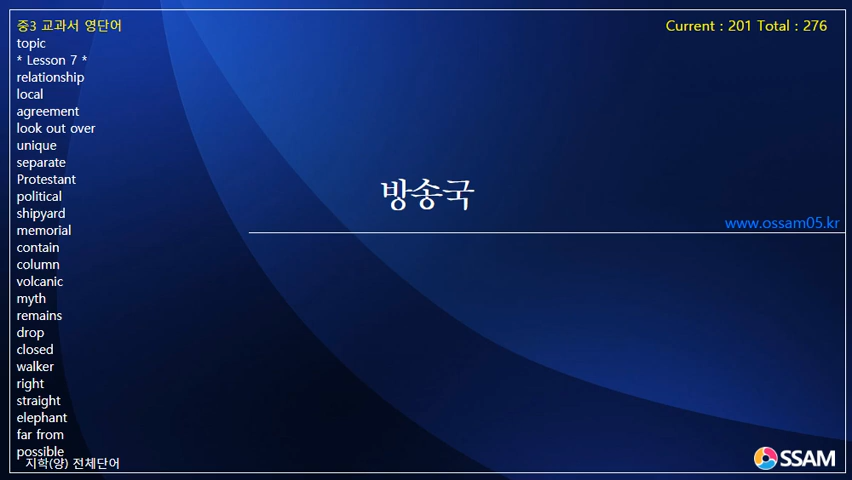 중3 교과서 영단어
Current : 201 Total : 276
topic
* Lesson 7 *
relationship
local
agreement
look out over
unique
separate
Protestant
political
shipyard
memorial
contain
column
volcanic
myth
remains
drop
closed
walker
right
straight
elephant
far from
possible
방송국
www.ossam05.kr
지학(양) 전체단어
OSSAM